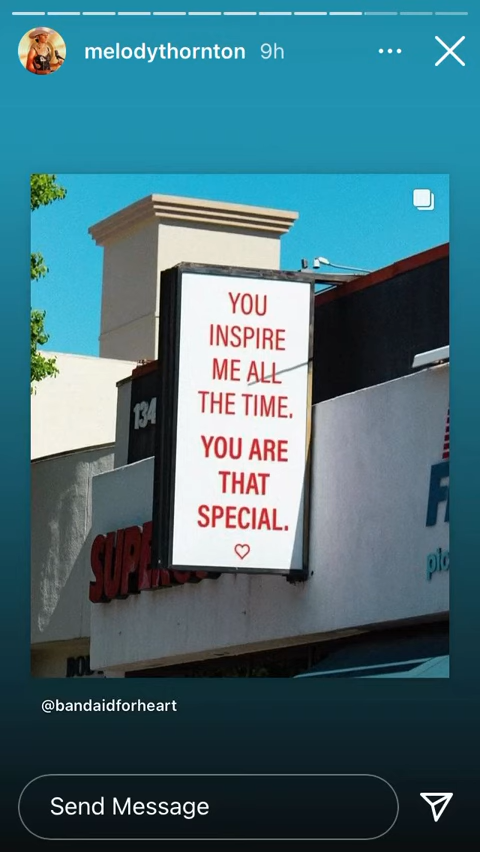 melodythornton 9h
YOU
INSPIRE
ME ALL
THE TIME.
YOU ARE
THAT
SPECIAL.
134
@bandaidforheart
Send Message